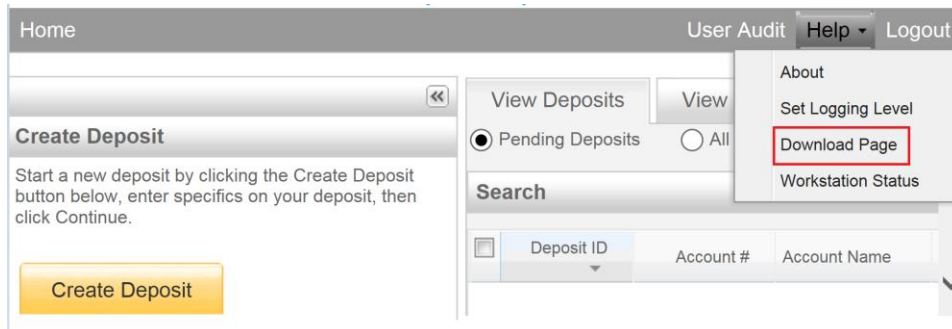 Home
User Audit Help Logout
About
Set Logging Level
Download Page
Workstation Status
Create Deposit
Start a new deposit by clicking the Create Deposit
button below, enter specifics on your deposit, then
click Continue.
Create Deposit
View Deposits View
Pending Deposits All
Search
Deposit ID Account # Account Name